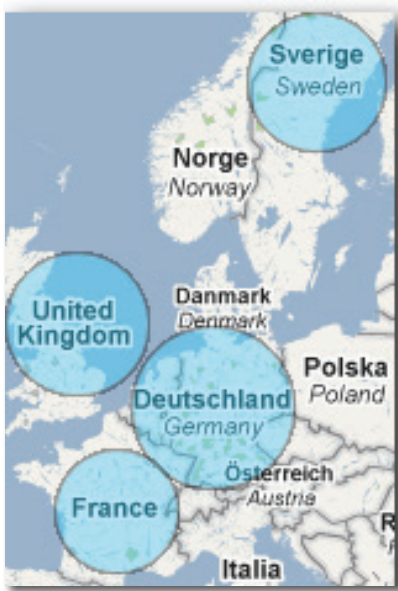 Sverige
Sweden
Norge
Norway
Danmark
Denmark
United
Kingdom
Polska
Poland
Deutschland
Germany
Österreich
Austria
France
R
Italia